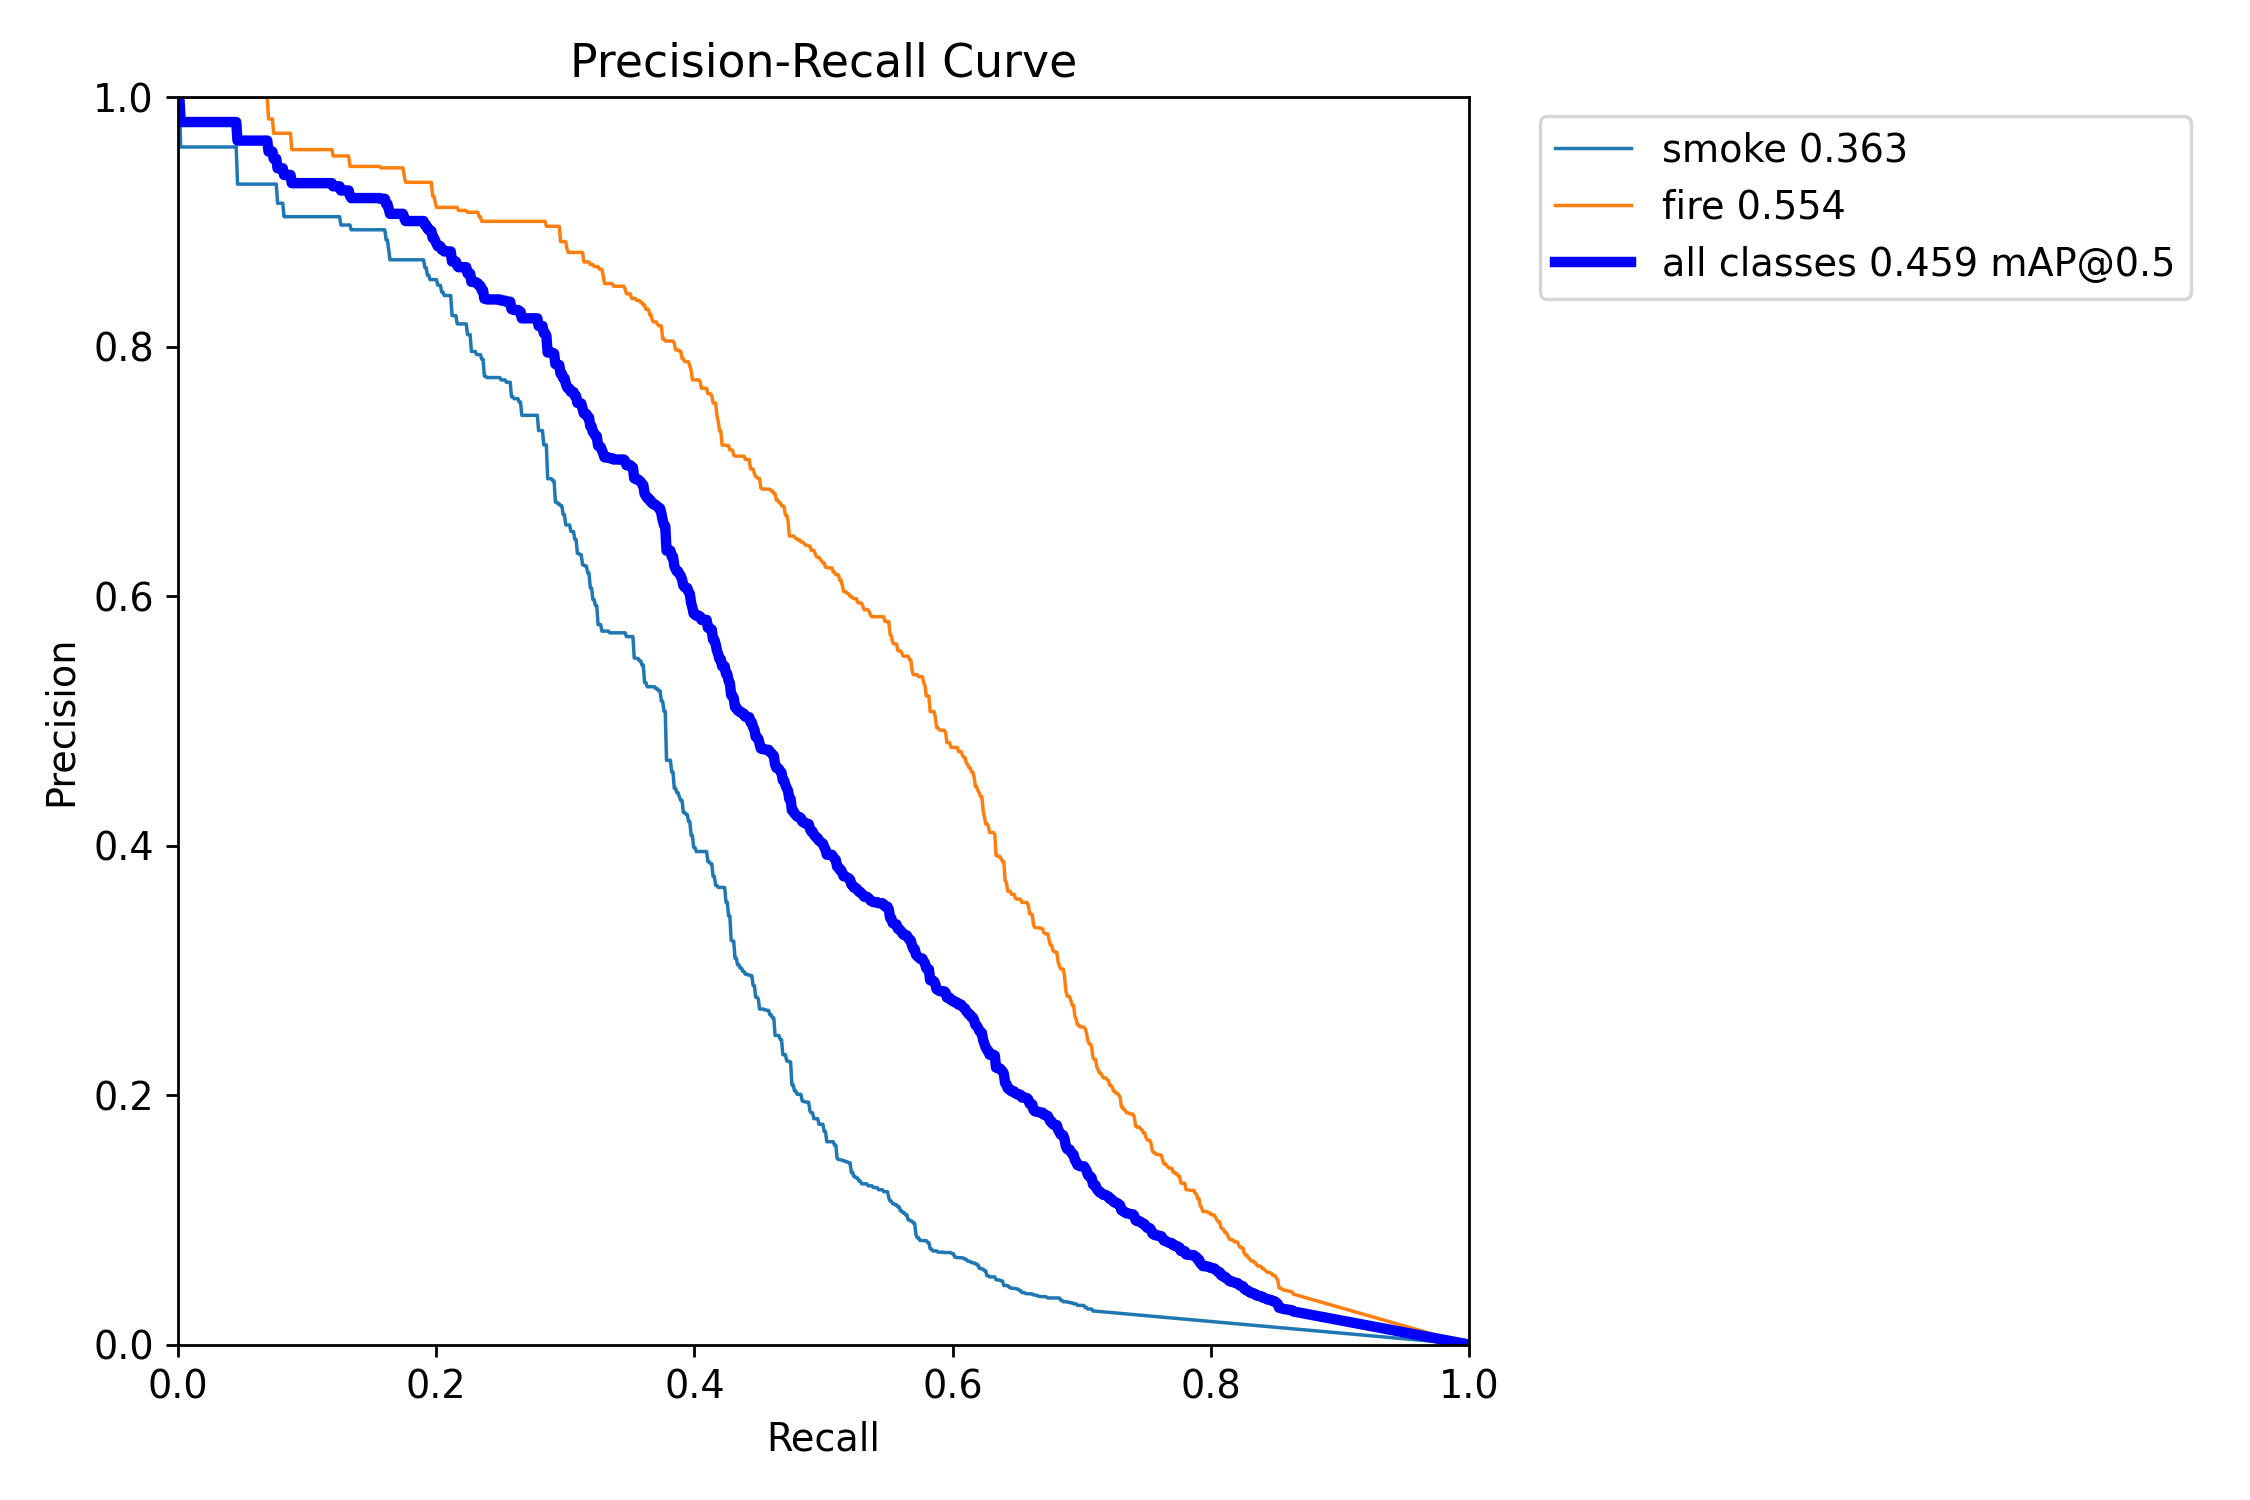 Precision-Recall Curve
1.0
0.8
0.6
0.4
0.2
0.0
Precision
0.0 0.2 0.4 0.6 0.8 1.0
Recall
smoke 0.363
fire 0.554
all classes 0.459 mAP@0.5